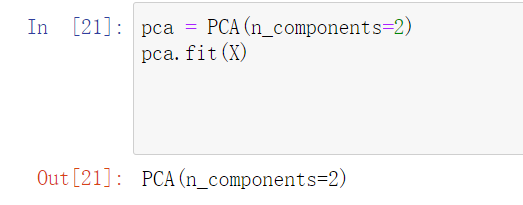 In [21]: pca = PCA(n_components=2)
pca.fit(X)
Out[21]: PCA(n_components=2)